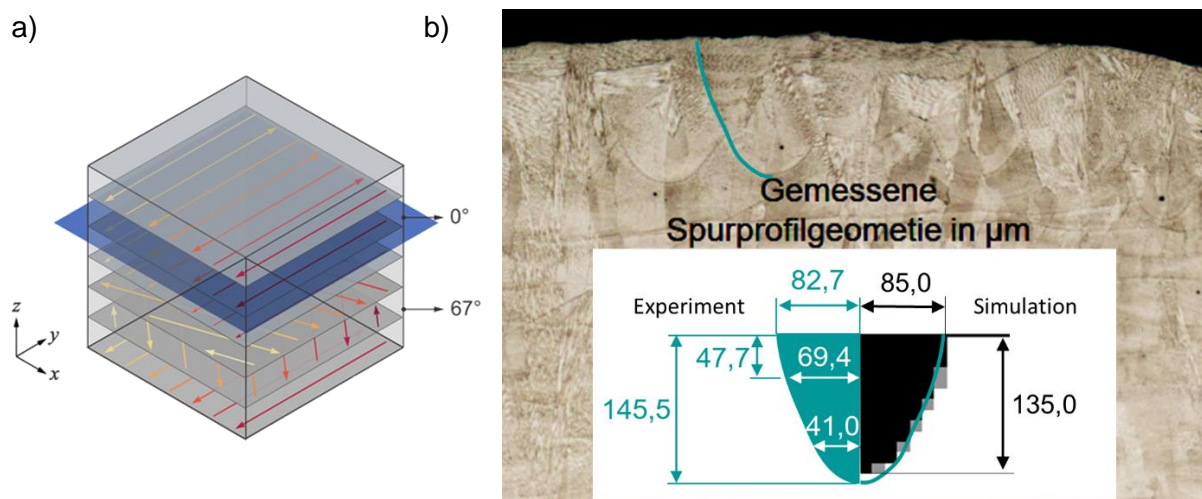 a)
b)
0°
67°
z
y
x
Gemessene
Spurprofilgeometie in µm
82,7
85,0
Experiment
Simulation
47,7
69,4
145,5
41,0
135,0